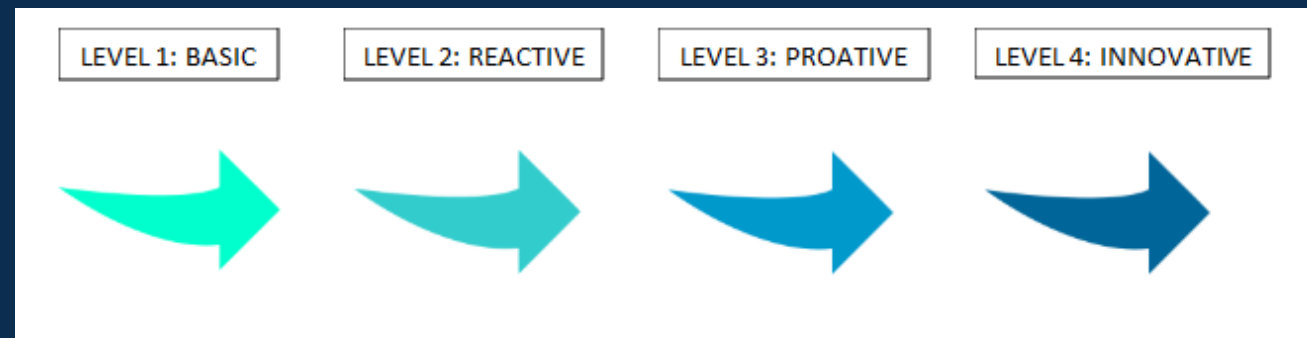 LEVEL 1: BASIC
LEVEL 2: REACTIVE
LEVEL 3: PROATIVE
LEVEL 4: INNOVATIVE